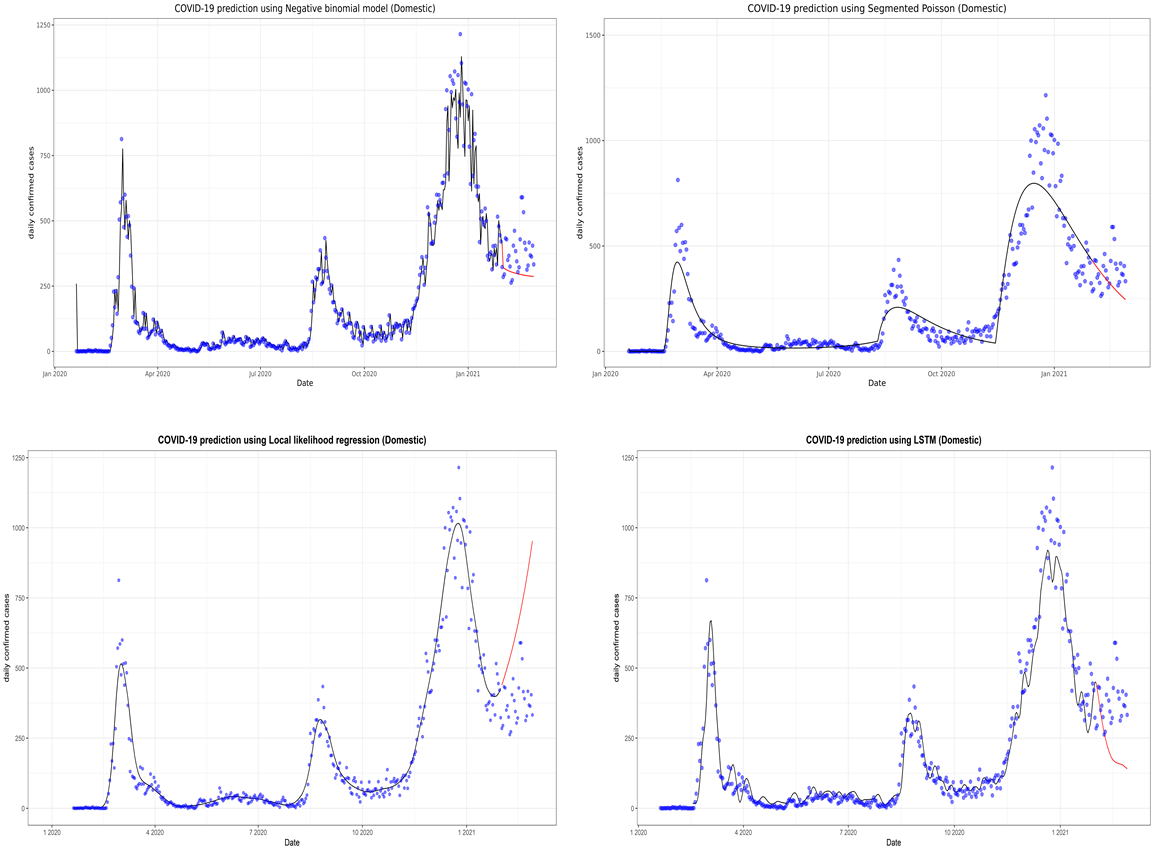 COVID-19 prediction using Negative binomial model (Domestic)
1250
1000
750
500
250
0
daily confirmed cases
Jan 2020 Apr 2020 Jul 2020 Oct 2020 Jan 2021
Date
COVID-19 prediction using Segmented Poisson (Domestic)
1500
1000
500
0
daily confirmed cases
Jan 2020 Apr 2020 Jul 2020 Oct 2020 Jan 2021
Date
COVID-19 prediction using Local likelihood regression (Domestic)
1250
1000
750
500
250
0
daily confirmed cases
1 2020 4 2020 7 2020 10 2020 1 2021
Date
COVID-19 prediction using LSTM (Domestic)
1250
1000
750
500
250
0
daily confirmed cases
1 2020 4 2020 7 2020 10 2020 1 2021
Date